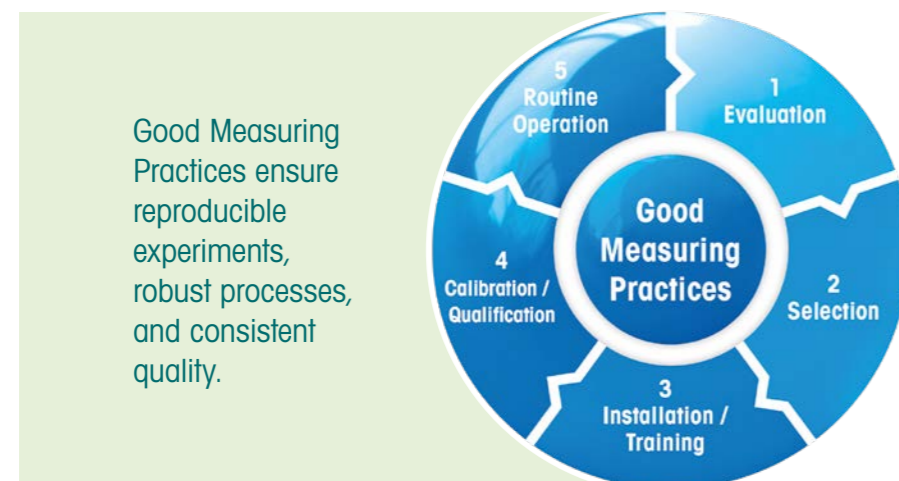 Good Measuring
Practices ensure
reproducible
experiments,
robust processes,
and consistent
quality.
5
Routine
Operation
1
Evaluation
Good
Measuring
Practices
4
Calibration /
Qualification
2
Selection
3
Installation /
Training